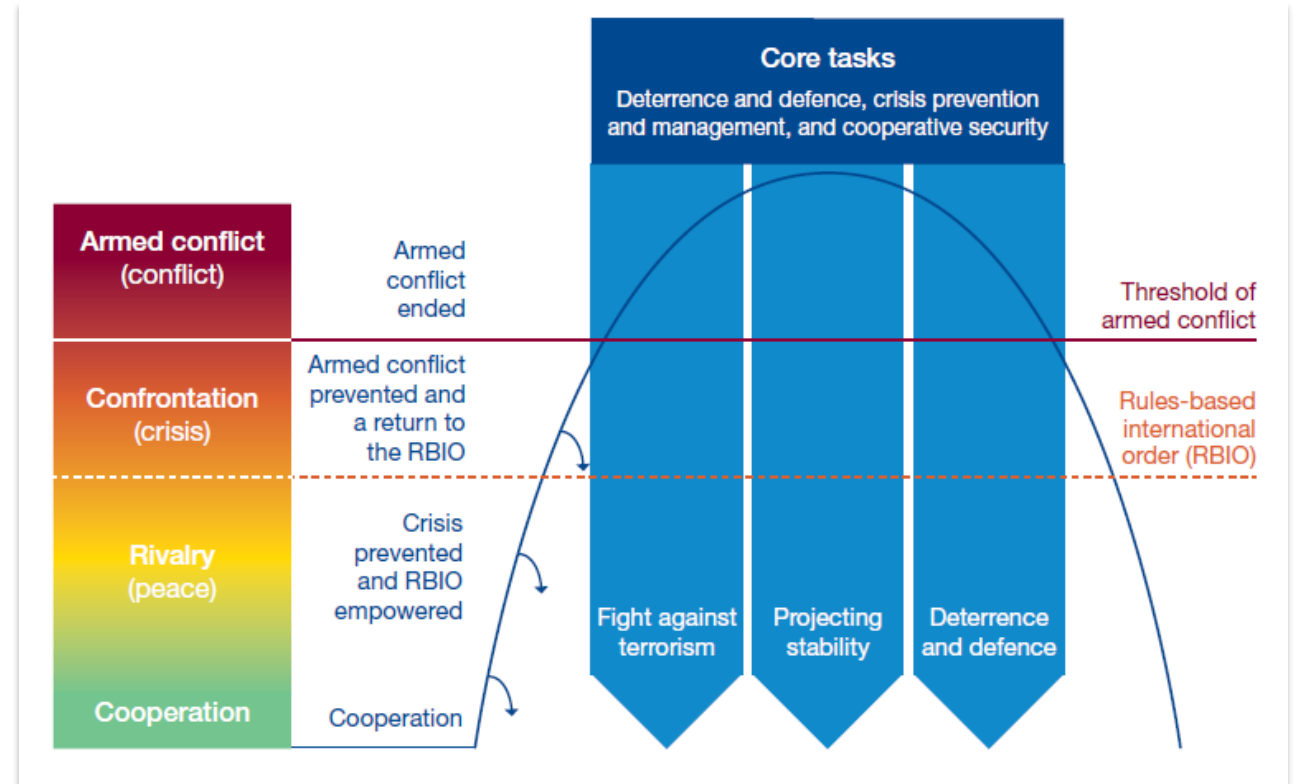 Core tasks
Deterrence and defence, crisis prevention
and management, and cooperative security
Armed conflict
(conflict)
Armed
conflict
ended
Threshold of
armed conflict
Confrontation
(crisis)
Armed conflict
prevented and
a return to
the RBIO
Rules-based
international
order (RBIO)
Rivalry
(peace)
Crisis
prevented
and RBIO
empowered
Fight against
terrorism
Projecting
stability
Deterrence
and defence
Cooperation
Cooperation